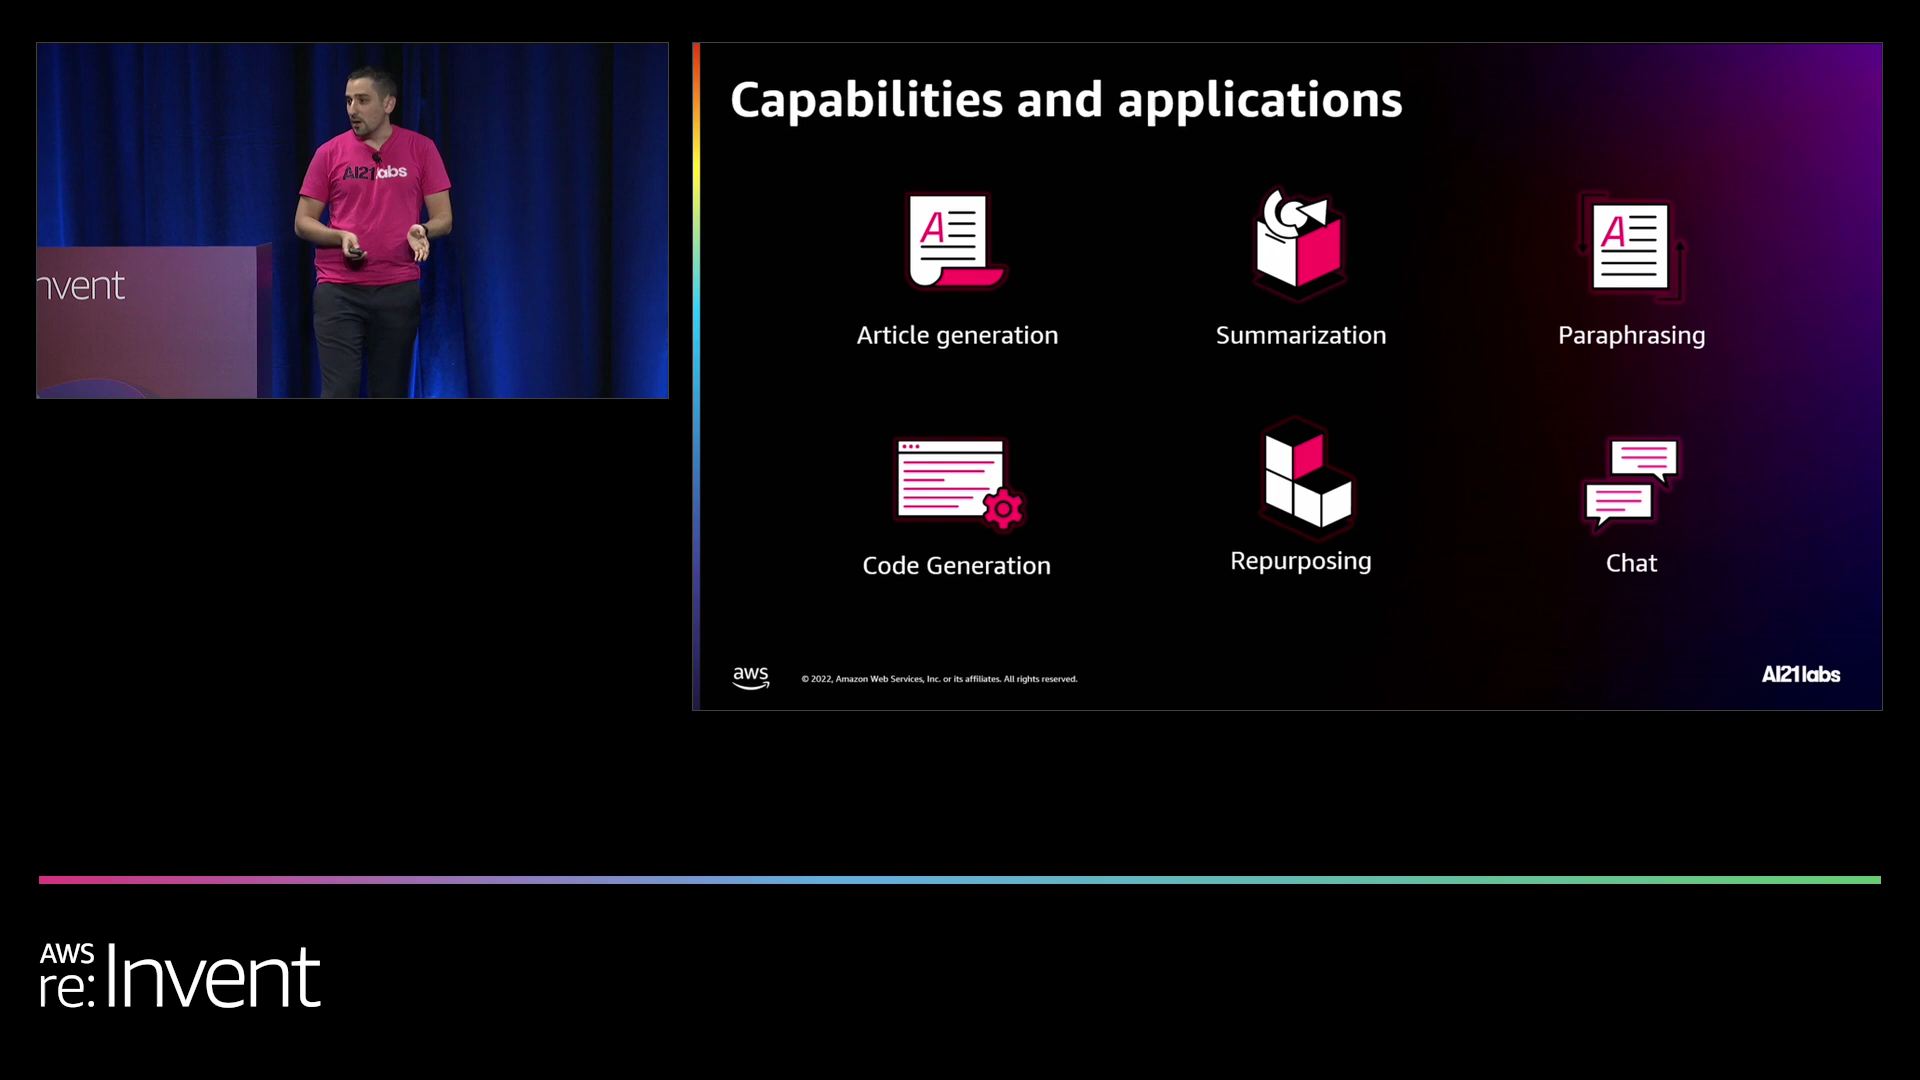 AI21labs
nvent
Capabilities and applications
Article generation
Summarization
Paraphrasing
Code Generation
Repurposing
Chat
aws
© 2022, Amazon Web Services, Inc. or its affiliates. All rights reserved.
AI21labs
AWS
re:Invent